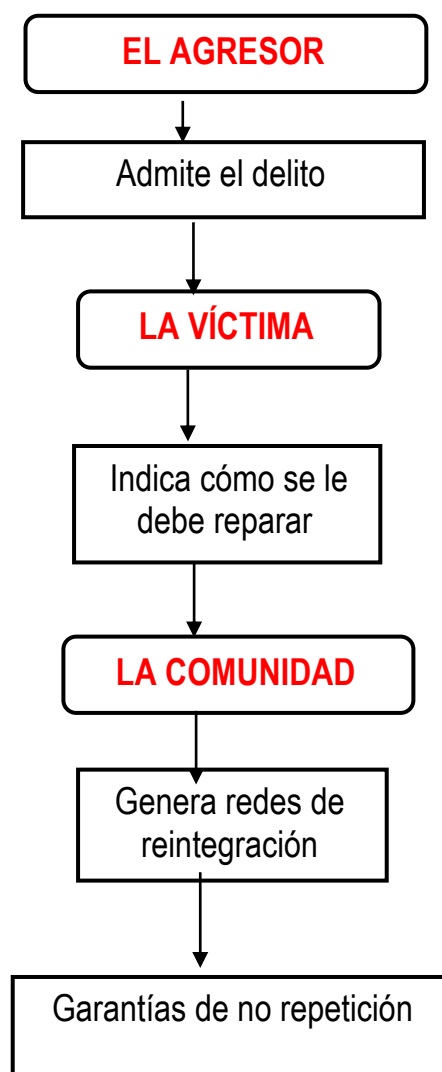 EL AGRESOR
Admite el delito
LA VÍCTIMA
Indica cómo se le
debe reparar
LA COMUNIDAD
Genera redes de
reintegración
Garantías de no repetición